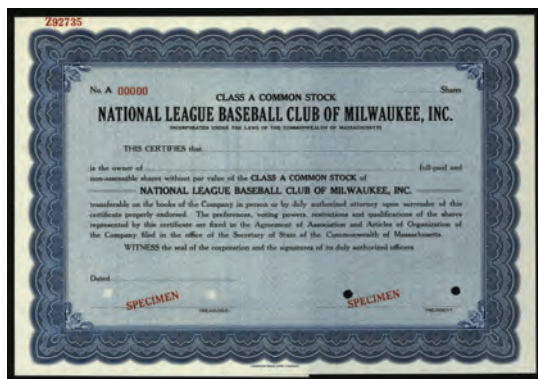 Z92735
No. A 00000 Shares
CLASS A COMMON STOCK
NATIONAL LEAGUE BASEBALL CLUB OF MILWAUKEE, INC.
INCORPORATED UNDER THE LAWS OF THE COMMONWEALTH OF MASSACHUSETTS
THIS CERTIFIES that
is the owner of full-paid and
non-assessable shares without par value of the CLASS A COMMON STOCK of
NATIONAL LEAGUE BASEBALL CLUB OF MILWAUKEE, INC.
transferable on the books of the Company in person or by duly authorized attorney upon surrender of this
certificate properly endorsed. The preferences, voting powers, restrictions and qualifications of the shares
represented by this certificate are fixed in the Agreement of Association and Articles of Organization of
the Company filed in the office of the Secretary of State of the Commonwealth of Massachusetts.
WITNESS the seal of the corporation and the signatures of its duly authorized officers.
Dated
SPECIMEN SPECIMEN
TREASURER PRESIDENT